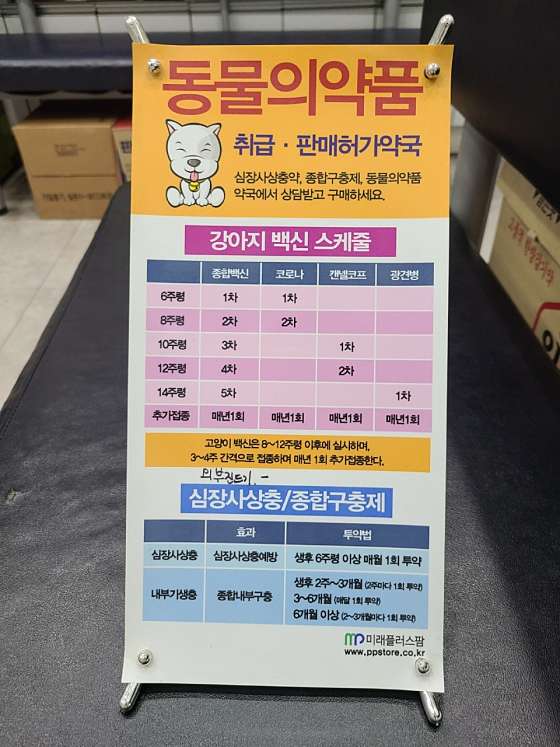 동물의약품
취급 · 판매허가약국
심장사상충약, 종합구충제, 동물의약품
약국에서 상담받고 구매하세요.
강아지 백신 스케줄
종합백신 코로나 캔넬코프 광견병
6주령 1차 1차
8주령 2차 2차
10주령 3차 1차
12주령 4차 2차
14주령 5차 1차
추가접종 매년1회 매년1회 매년1회 매년1회
고양이 백신은 8~12주령 이후에 실시하며,
3~4주 간격으로 접종하며 매년 1회 추가접종한다.
외부진드기.
심장사상충/종합구충제
효과 투약법
심장사상충 심장사상충예방 생후 6주령 이상 매월 1회 투약
내부기생충 종합내부구충 생후 2주~3개월 (2주마다 1회 투약)
3~6개월 (매달 1회 투약)
6개월 이상 (2~3개월마다 1회 투약)
mp 미래플러스팜
www.ppstore.co.kr